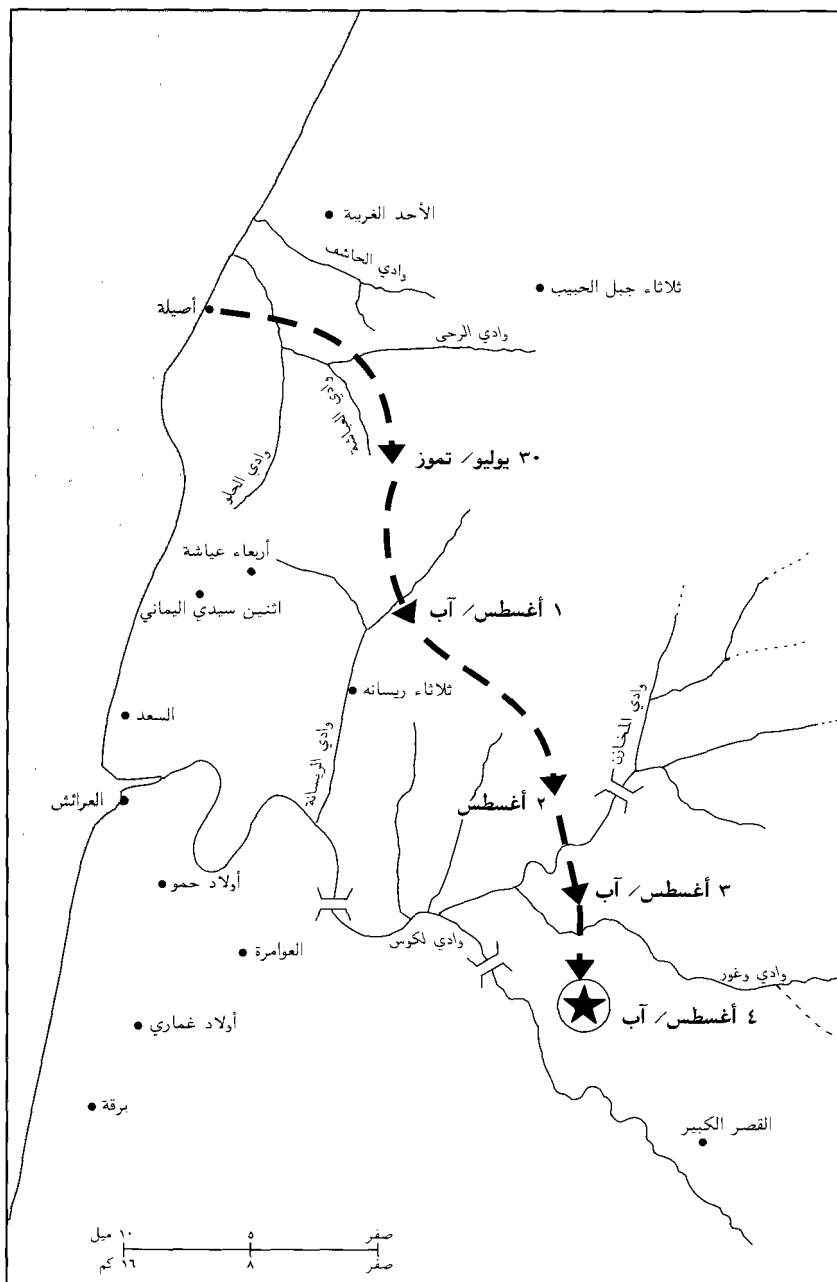 الأحد الغربية
وادي الحاشف
ثلاثاء جبل الحبيب
أصيلة
وادي الرحى
وادي العياشة
وادي الحلو
٣٠ يوليو/ تموز
أربعاء عياشة
اثنين سيدي اليماني
١ أغسطس/ آب
ثلاثاء ريسانه
وادي المخازن
السعد
وادي الريسانة
العرائش
٢ أغسطس
أولاد حمو
٣ أغسطس/ آب
وادي لكوس
العوامرة
وادي وغور
٤ أغسطس/ آب
أولاد غماري
برقة
القصر الكبير
صفر ٥ ١٠ ميل
صفر ٨ ١٦ كم